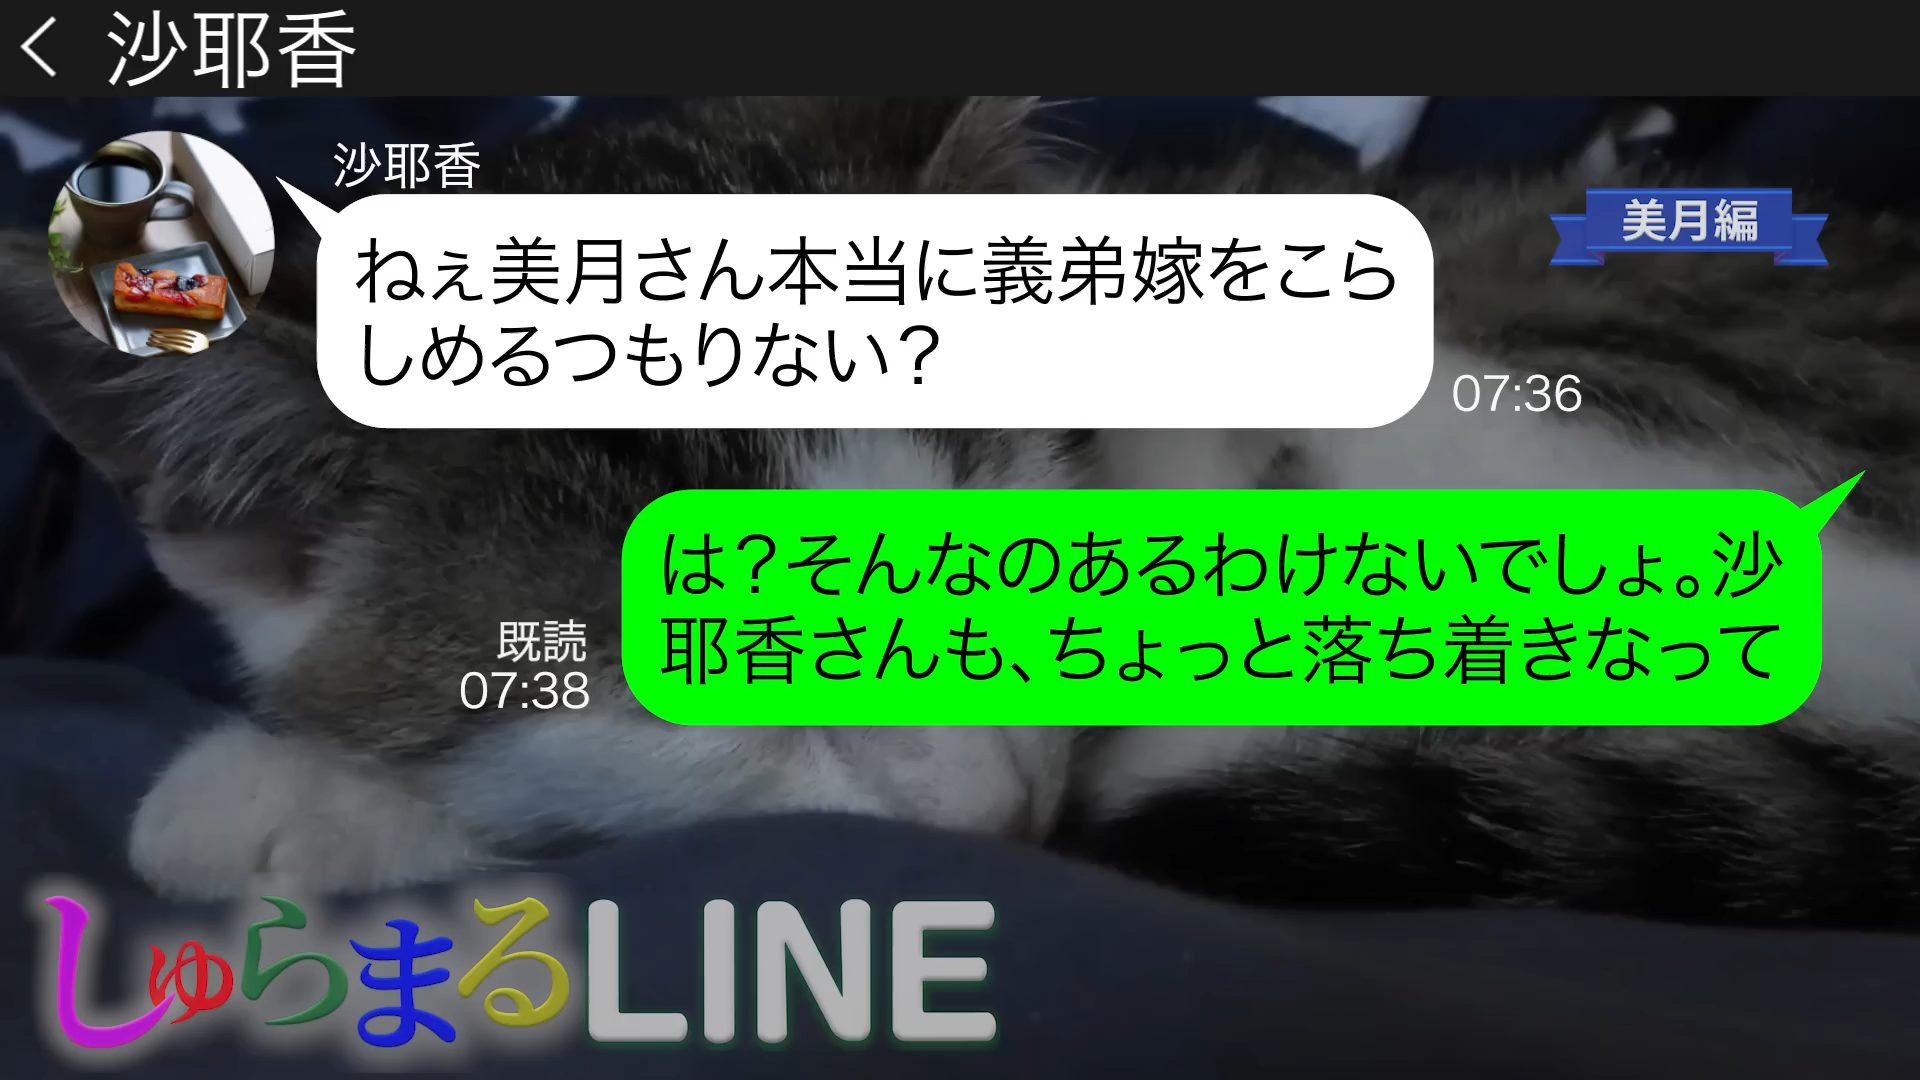 沙耶香
沙耶香
美月編
ねぇ美月さん本当に義弟嫁をこら
しめるつもりない？
07:36
は？そんなのあるわけないでしょ。沙
耶香さんも、ちょっと落ち着きなって
既読
07:38
しゅらまるLINE